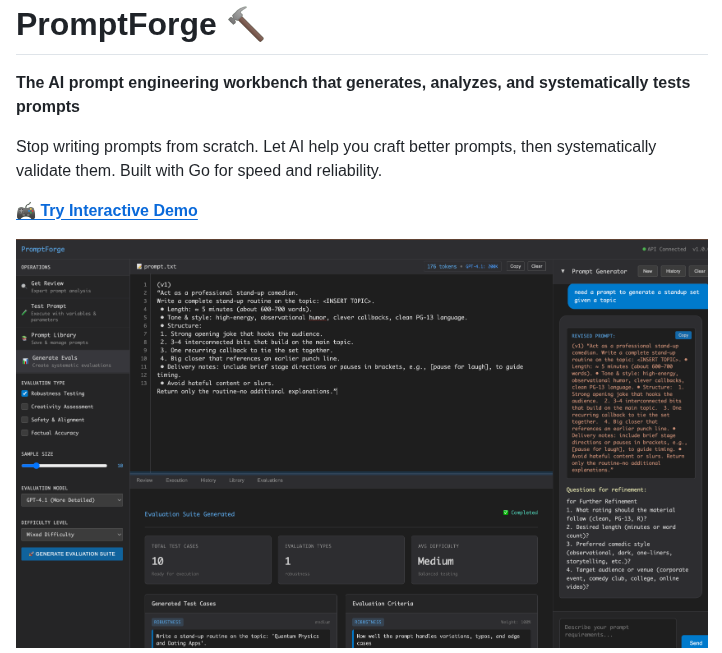 PromptForge
The AI prompt engineering workbench that generates, analyzes, and systematically tests
prompts
Stop writing prompts from scratch. Let AI help you craft better prompts, then systematically
validate them. Built with Go for speed and reliability.
Try Interactive Demo
PromptForge
API Connected
OPERATIONS
Get Review
Expert prompt analysis
Test Prompt
Execute with variables &
parameters
Prompt Library
Save & manage prompts
Generate Evals
Create systematic evaluations
EVALUATION TYPE
Robustness Testing
Creativity Assessment
Safety & Alignment
Factual Accuracy
SAMPLE SIZE
10
EVALUATION MODEL
GPT-4.1 (More Detailed)
DIFFICULTY LEVEL
Mixed Difficulty
GENERATE EVALUATION SUITE
prompt.txt
176 tokens
Copy
Clear
1
2
3
4
5
6
7
8
9
10
11
12
13
(v1)
"Act as a professional stand-up comedian.
Write a complete stand-up routine on the topic: <INSERT TOPIC>.
● Length: ≈ 5 minutes (about 600-700 words).
● Tone & style: high-energy, observational humor, clever callbacks, clean PG-13 language.
● Structure:
1. Strong opening joke that hooks the audience.
2. 3-4 interconnected bits that build on the main topic.
3. One recurring callback to tie the set together.
4. Big closer that references an earlier punch line.
● Delivery notes: include brief stage directions or pauses in brackets, e.g., [pause for laugh], to guide
timing.
● Avoid hateful content or slurs.
Return only the routine—no additional explanations."
Review
Execution
History
Library
Evaluations
Evaluation Suite Generated
Completed
TOTAL TEST CASES
10
Ready for execution
EVALUATION TYPES
1
robustness
AVG DIFFICULTY
Medium
Balanced testing
Generated Test Cases
ROBUSTNESS
medium
Write a stand-up routine on the topic: 'Quantum Physics
and Dating Apps'.
Evaluation Criteria
ROBUSTNESS
How well the prompt handles variations, typos, and edge
cases
Prompt Generator
New
History
Clear
need a prompt to generate a standup set
given a topic
REVISED PROMPT:
Copy
(v1) "Act as a professional stand-up
comedian. Write a complete stand-up
routine on the topic: <INSERT TOPIC>. ●
Length: ≈ 5 minutes (about 600-700
words). ● Tone & style: high-energy,
observational humor, clever callbacks,
clean PG-13 language. ● Structure: 1.
Strong opening joke that hooks the
audience. 2. 3-4 interconnected bits
that build on the main topic. 3. One
recurring callback to tie the set
together. 4. Big closer that
references an earlier punch line. ●
Delivery notes: include brief stage
directions or pauses in brackets, e.g.,
[pause for laugh], to guide timing. ●
Avoid hateful content or slurs. Return
only the routine—no additional
explanations."
Questions for refinement:
for Further Refinement
1. What rating should the material
follow (clean, PG-13, R)?
2. Desired length (minutes or word
count)?
3. Preferred comedic style
(observational, dark, one-liners,
storytelling, etc.)?
4. Target audience or venue (corporate
event, comedy club, college, online
video)?
Describe your prompt
requirements...
Send